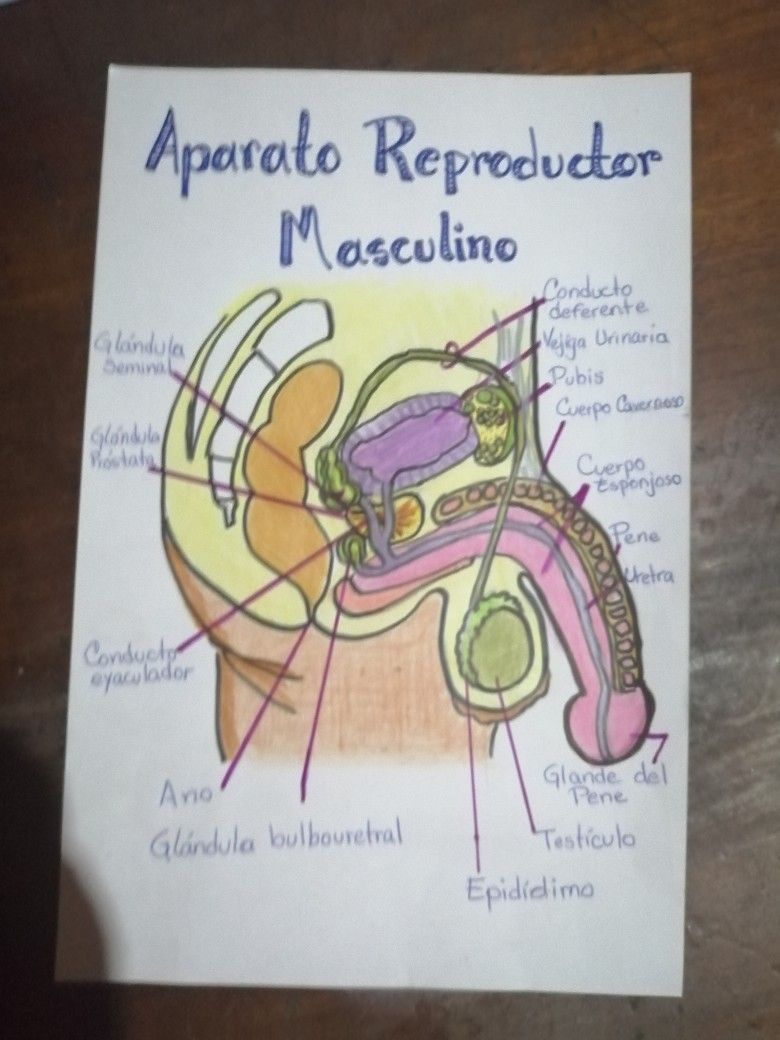 Aparato Reproductor
Masculino
Conducto
deferente
Glándula
Seminal
Vejiga Urinaria
Pubis
Cuerpo Cavernoso
Glándula
Próstata
Cuerpo
Esponjoso
Pene
Uretra
Conducto
eyaculador
Ano
Glande del
Pene
Glándula bulbouretral
Testículo
Epidídimo